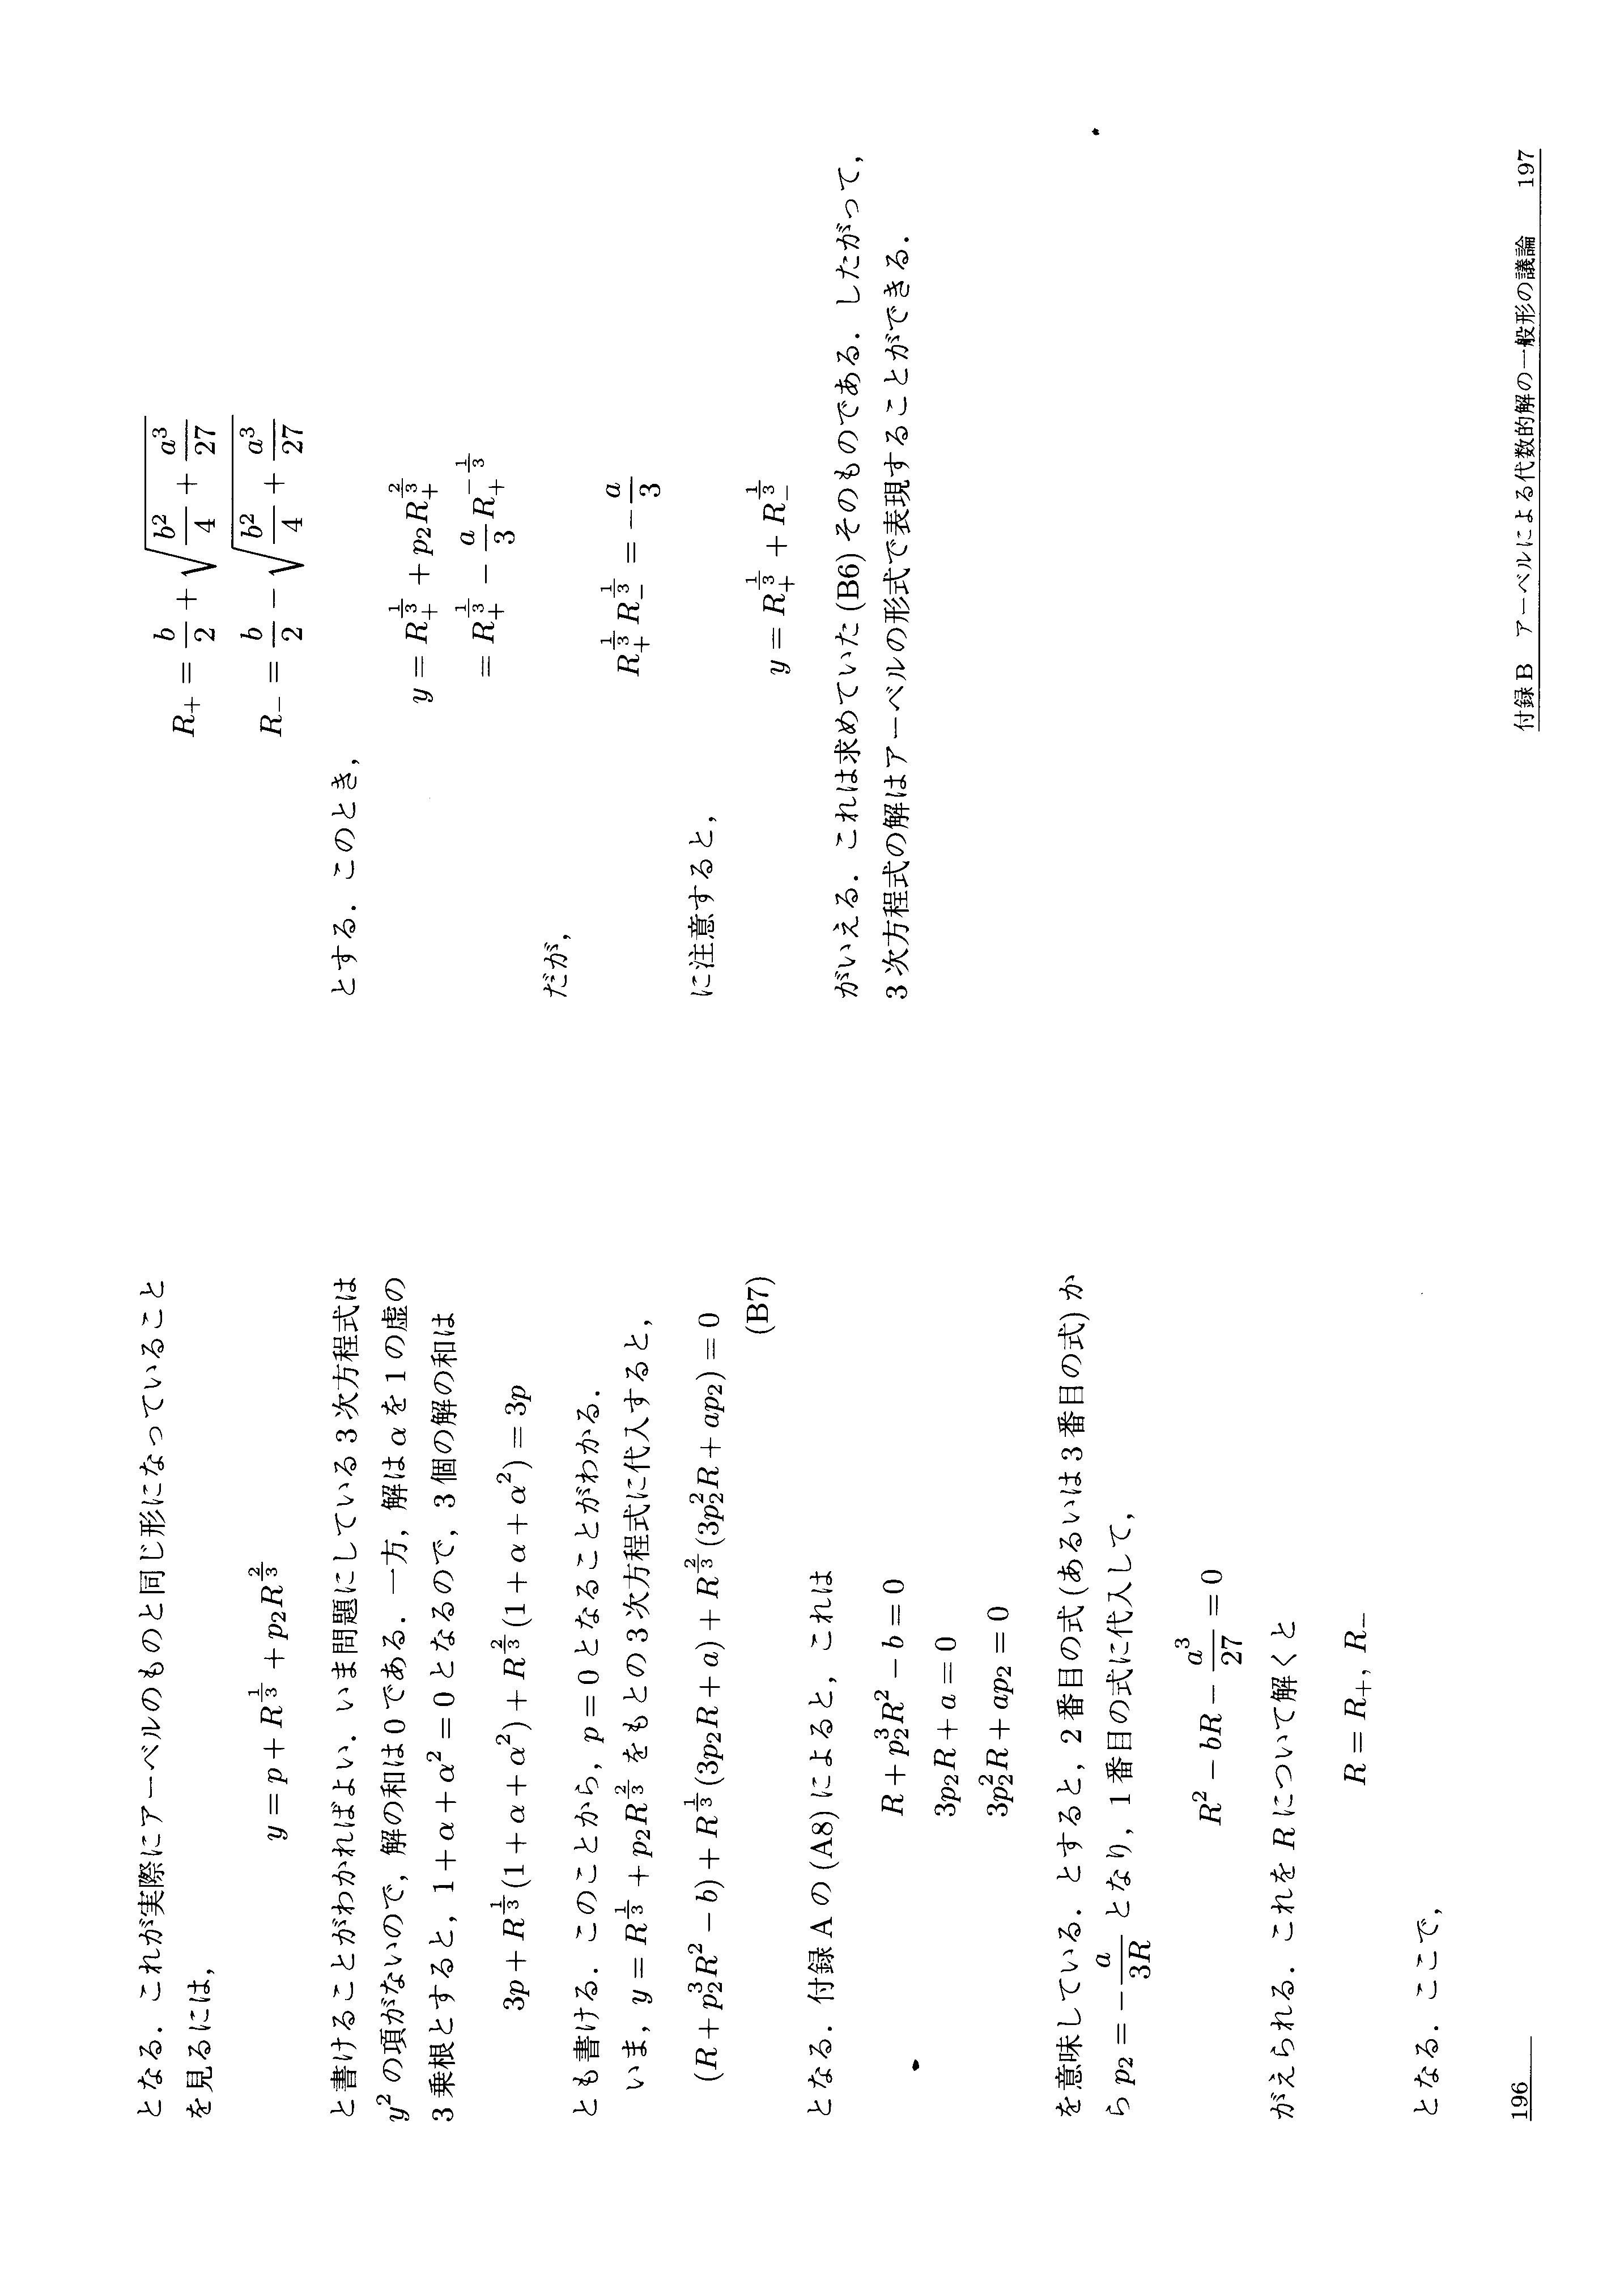 となる．これが実際にアーベルのものと同じ形になっていること
を見るには，
$y = p + R^{\frac{1}{3}} + p_2 R^{\frac{2}{3}}$
と書けることがわかればよい．いま問題にしている 3 次方程式は
$y^2$ の項がないので，解の和は 0 である．一方，解は α を 1 の虚の
3 乗根とすると，$1 + α + α^2 = 0$ となるので，3 個の解の和は
$3p + R^{\frac{1}{3}}(1 + α + α^2) + R^{\frac{2}{3}}(1 + α + α^2) = 3p$
とも書ける．このことから，$p = 0$ となることがわかる．
いま，$y = R^{\frac{1}{3}} + p_2 R^{\frac{2}{3}}$ をもとの 3 次方程式に代入すると，
$(R + p_2^3 R^2 - b) + R^{\frac{1}{3}}(3p_2 R + a) + R^{\frac{2}{3}}(3p_2^2 R + ap_2) = 0$
(B7)
となる．付録 A の (A8) によると，これは
$R + p_2^3 R^2 - b = 0$
$3p_2 R + a = 0$
$3p_2^2 R + ap_2 = 0$
を意味している．とすると，2 番目の式 (あるいは 3 番目の式) か
ら $p_2 = -\frac{a}{3R}$ となり，1 番目の式に代入して，
$R^2 - bR - \frac{a^3}{27} = 0$
がえられる．これを R について解くと
$R = R_+, R_-$
となる．ここで，
196
$R_+ = \frac{b}{2} + \sqrt{\frac{b^2}{4} + \frac{a^3}{27}}$
$R_- = \frac{b}{2} - \sqrt{\frac{b^2}{4} + \frac{a^3}{27}}$
とする．このとき，
$y = R_+^{\frac{1}{3}} + p_2 R_+^{\frac{2}{3}}$
$= R_+^{\frac{1}{3}} - \frac{a}{3} R_+^{-\frac{1}{3}}$
だが，
$R_+^{\frac{1}{3}} R_-^{\frac{1}{3}} = -\frac{a}{3}$
に注意すると，
$y = R_+^{\frac{1}{3}} + R_-^{\frac{1}{3}}$
がいえる．これは求めていた (B6) そのものである．したがって，
3 次方程式の解はアーベルの形式で表現することができる．
付録 B　アーベルによる代数的解の一般形の議論　197